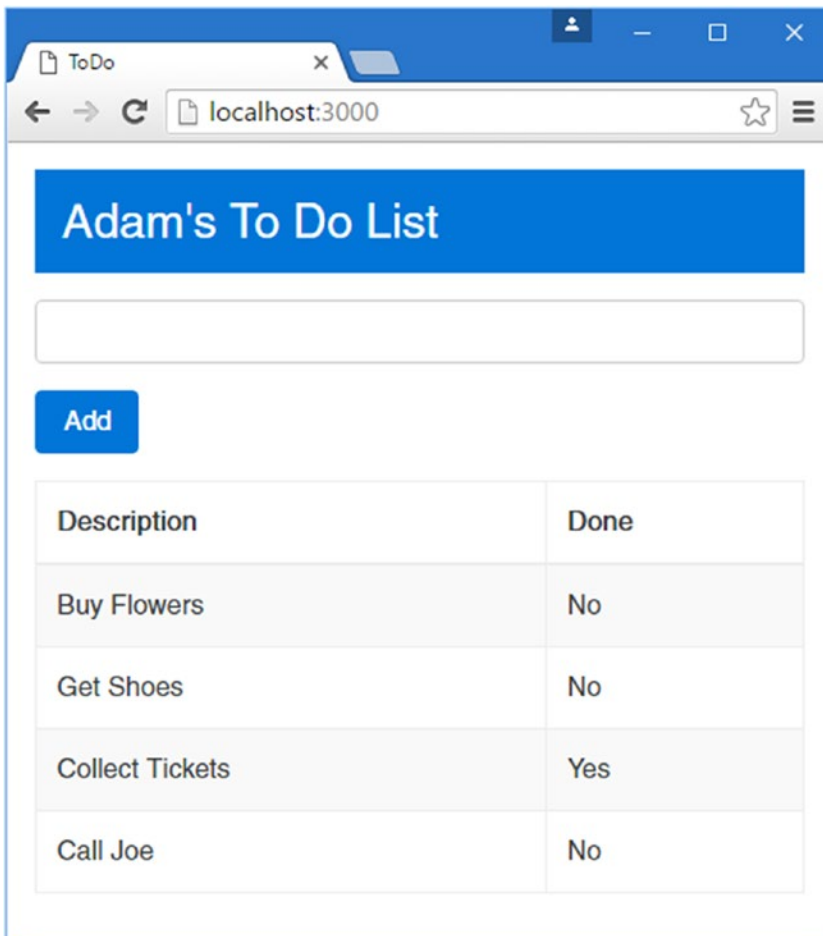 ToDo
localhost:3000
Adam's To Do List
Add
Description Done
Buy Flowers No
Get Shoes No
Collect Tickets Yes
Call Joe No